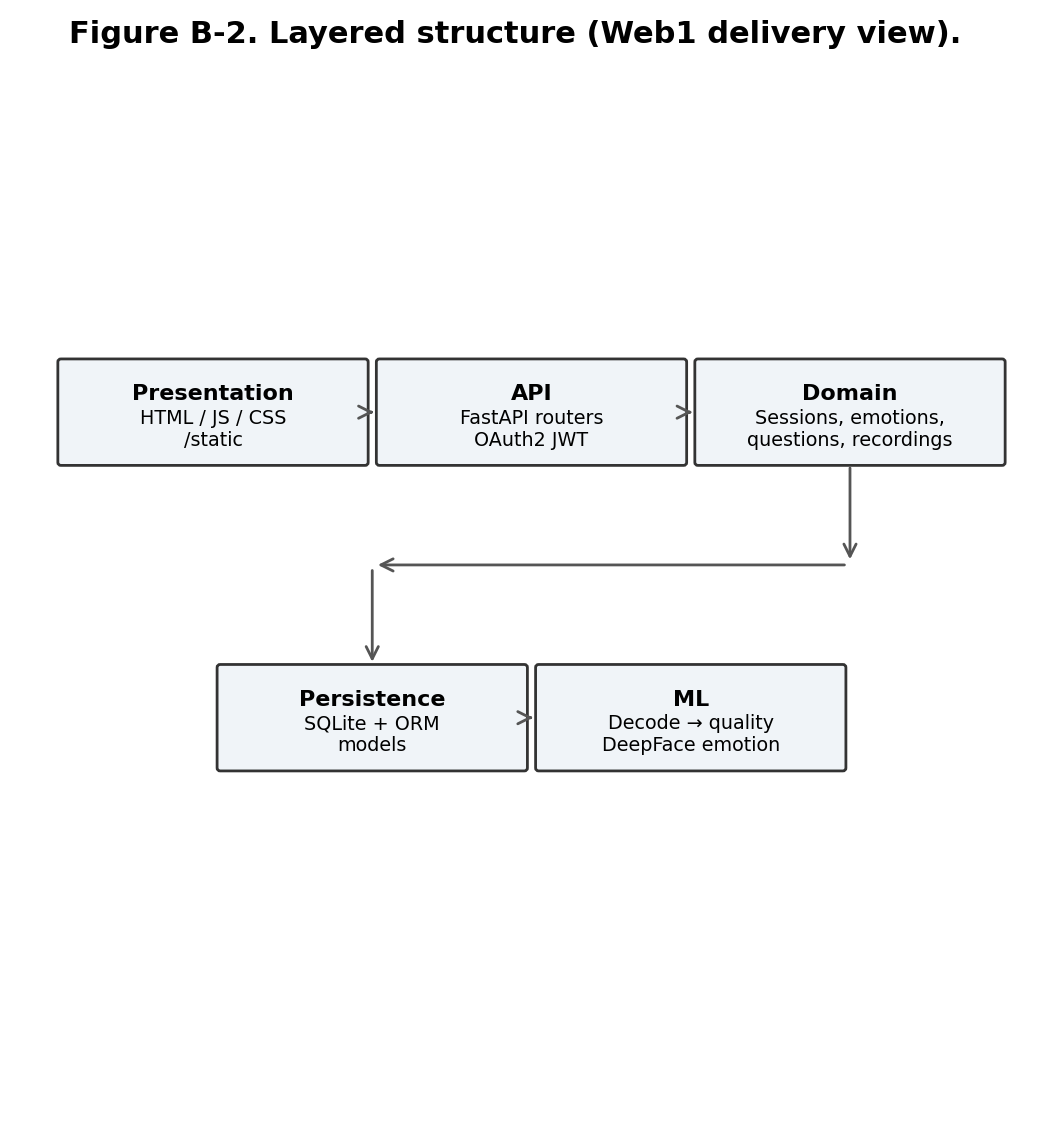 Figure B-2. Layered structure (Web1 delivery view).
Presentation
HTML / JS / CSS
/static
API
FastAPI routers
OAuth2 JWT
Domain
Sessions, emotions,
questions, recordings
Persistence
SQLite + ORM
models
ML
Decode → quality
DeepFace emotion